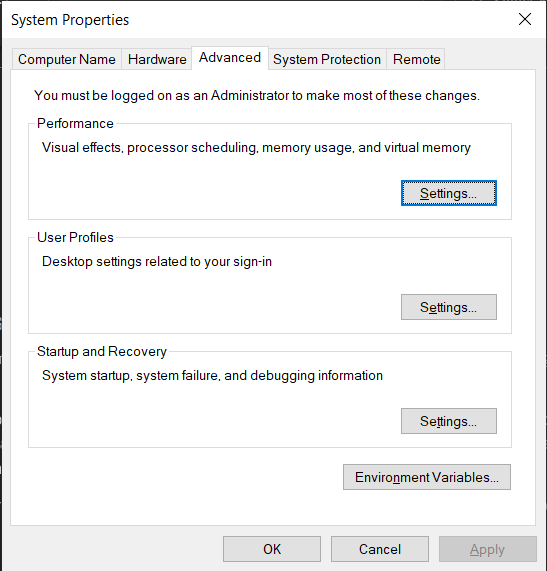 System Properties
Computer Name Hardware Advanced System Protection Remote
You must be logged on as an Administrator to make most of these changes.
Performance
Visual effects, processor scheduling, memory usage, and virtual memory
Settings...
User Profiles
Desktop settings related to your sign-in
Settings...
Startup and Recovery
System startup, system failure, and debugging information
Settings...
Environment Variables...
OK Cancel Apply